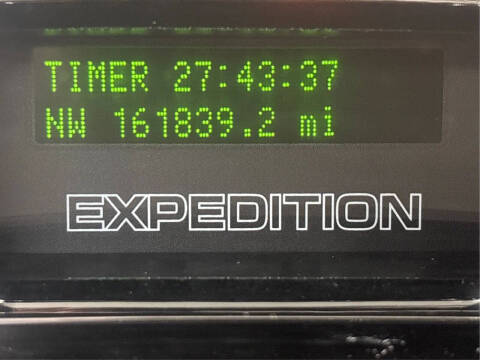 TIMER 27:43:37
NW 161839.2 mi
EXPEDITION